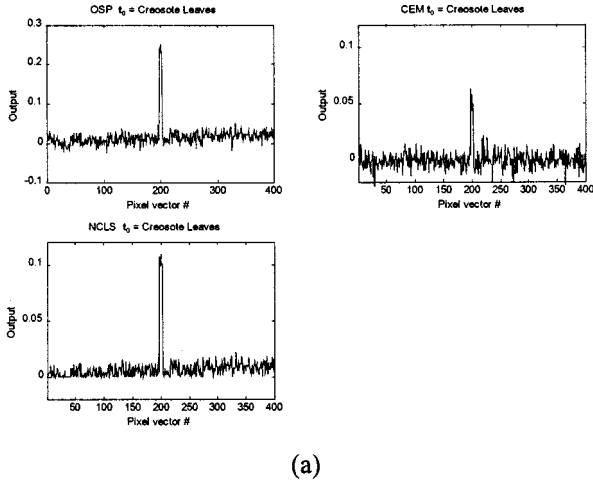 OSP t₀ = Creosote Leaves
0.3
0.2
0.1
0
-0.1
Output
0 100 200 300 400
Pixel vector #
CEM t₀ = Creosote Leaves
0.1
0.05
0
Output
50 100 150 200 250 300 350 400
Pixel vector #
NCLS t₀ = Creosote Leaves
0.1
0.05
0
Output
50 100 150 200 250 300 350 400
Pixel vector #
(a)